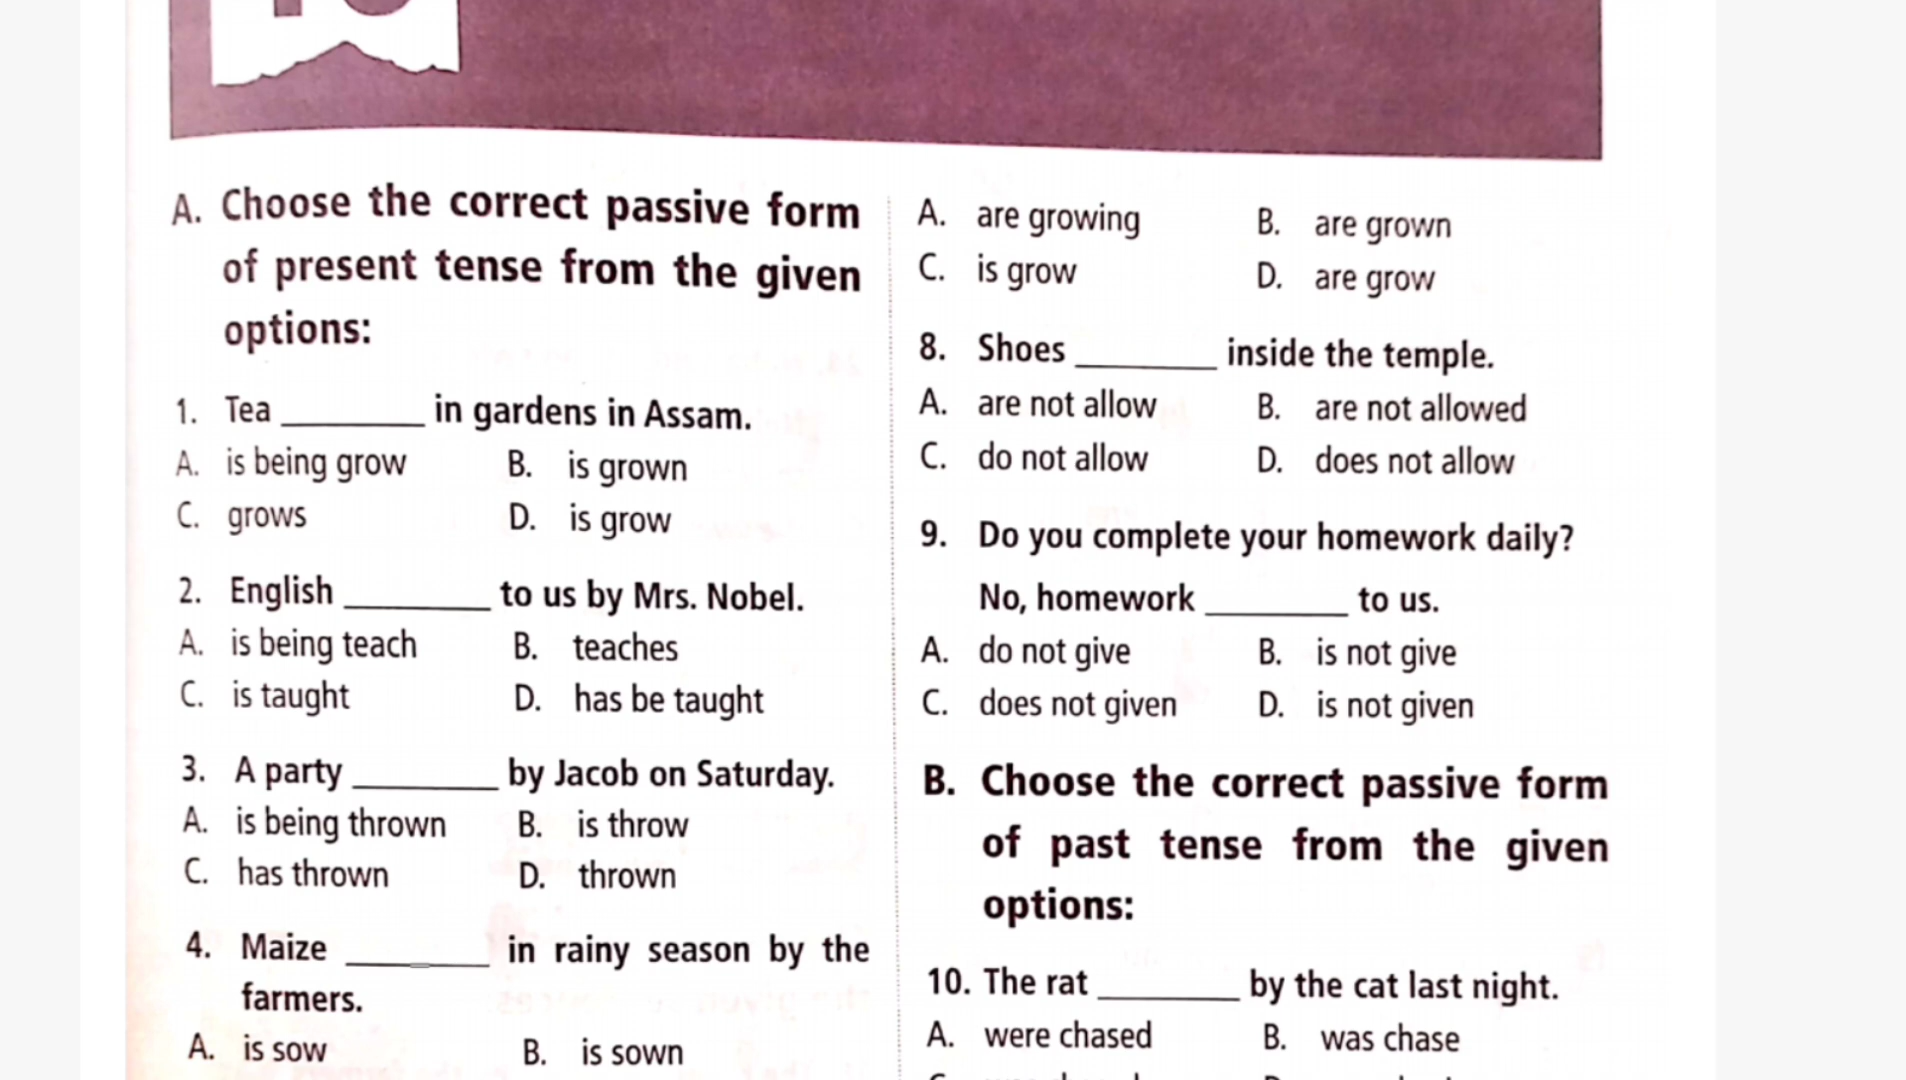 A. Choose the correct passive form
of present tense from the given
options:
1. Tea ________ in gardens in Assam.
A. is being grow B. is grown
C. grows D. is grow
2. English ________ to us by Mrs. Nobel.
A. is being teach B. teaches
C. is taught D. has be taught
3. A party ________ by Jacob on Saturday.
A. is being thrown B. is throw
C. has thrown D. thrown
4. Maize ________ in rainy season by the
farmers.
A. is sow B. is sown
A. are growing B. are grown
C. is grow D. are grow
8. Shoes ________ inside the temple.
A. are not allow B. are not allowed
C. do not allow D. does not allow
9. Do you complete your homework daily?
No, homework ________ to us.
A. do not give B. is not give
C. does not given D. is not given
B. Choose the correct passive form
of past tense from the given
options:
10. The rat ________ by the cat last night.
A. were chased B. was chase